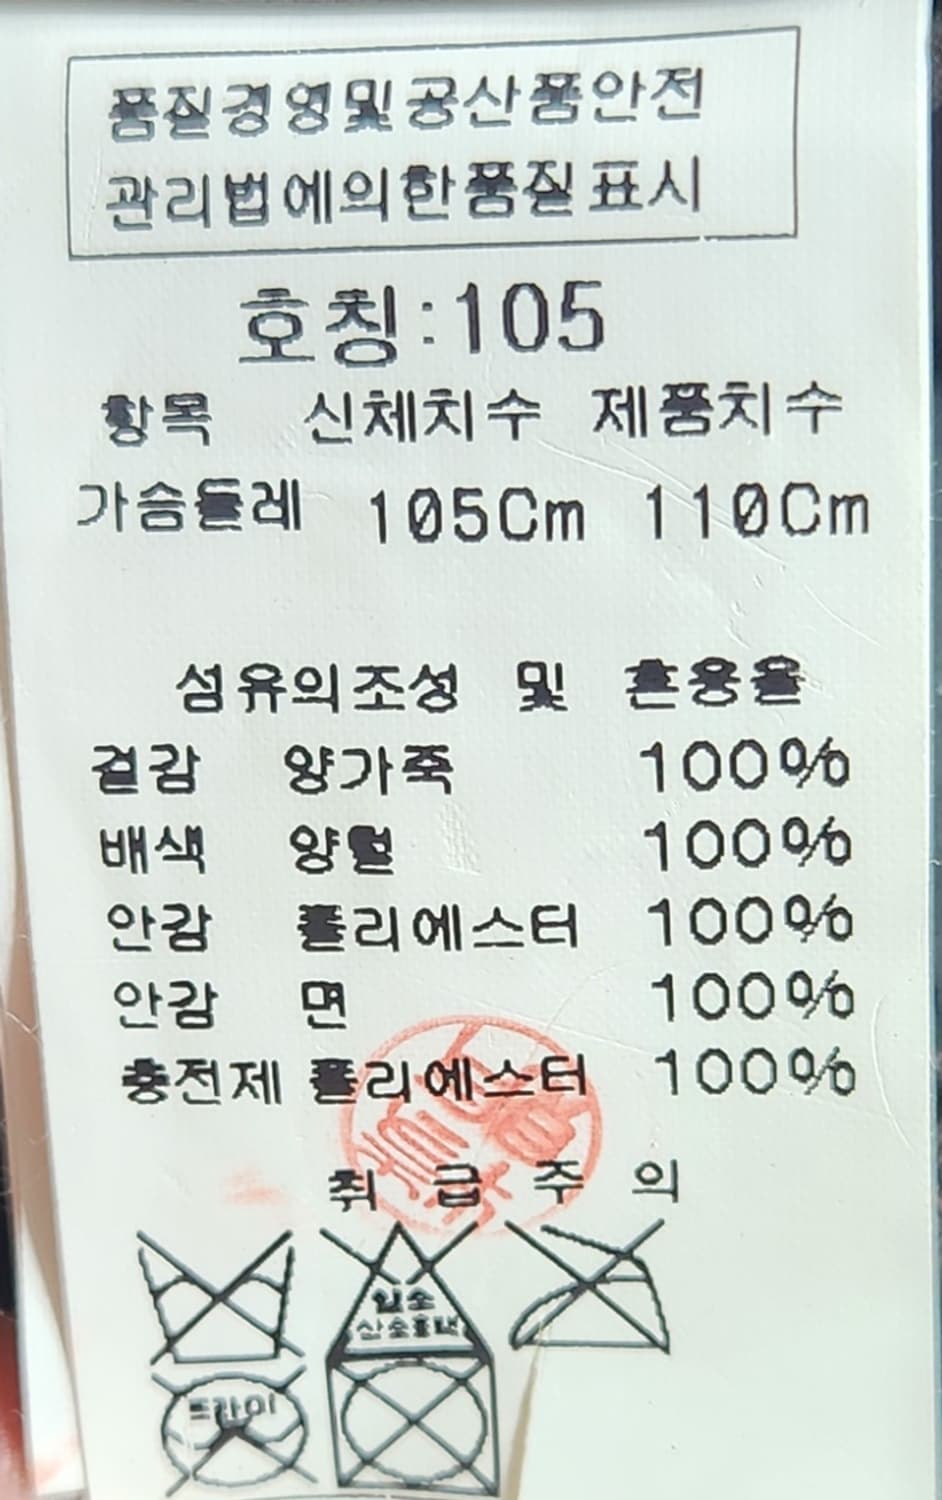 품질경영및공산품안전
관리법에의한품질표시
호칭:105
항목 신체치수 제품치수
가슴둘레 105Cm 110Cm
섬유의조성 및 혼용율
겉감 양가죽 100%
배색 양털 100%
안감 폴리에스터 100%
안감 면 100%
충전제 폴리에스터 100%
취급주의
염소
산소표백
드라이